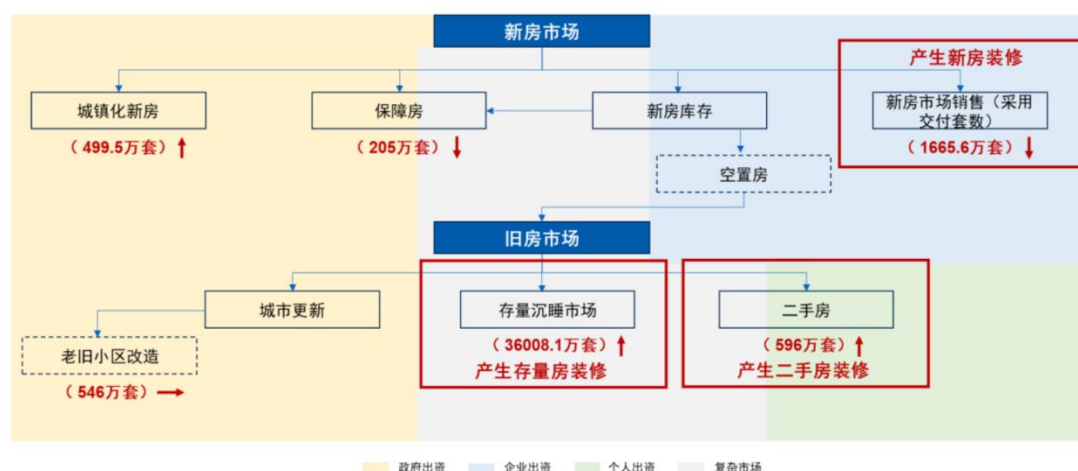 新房市场
产生新房装修
城镇化新房
保障房
新房库存
新房市场销售（采用
交付套数）
（499.5万套）
（205万套）
（1665.6万套）
空置房
旧房市场
城市更新
存量沉睡市场
二手房
（36008.1万套）
（596万套）
老旧小区改造
产生存量房装修
产生二手房装修
（546万套）
政府出资
企业出资
个人出资
复杂市场